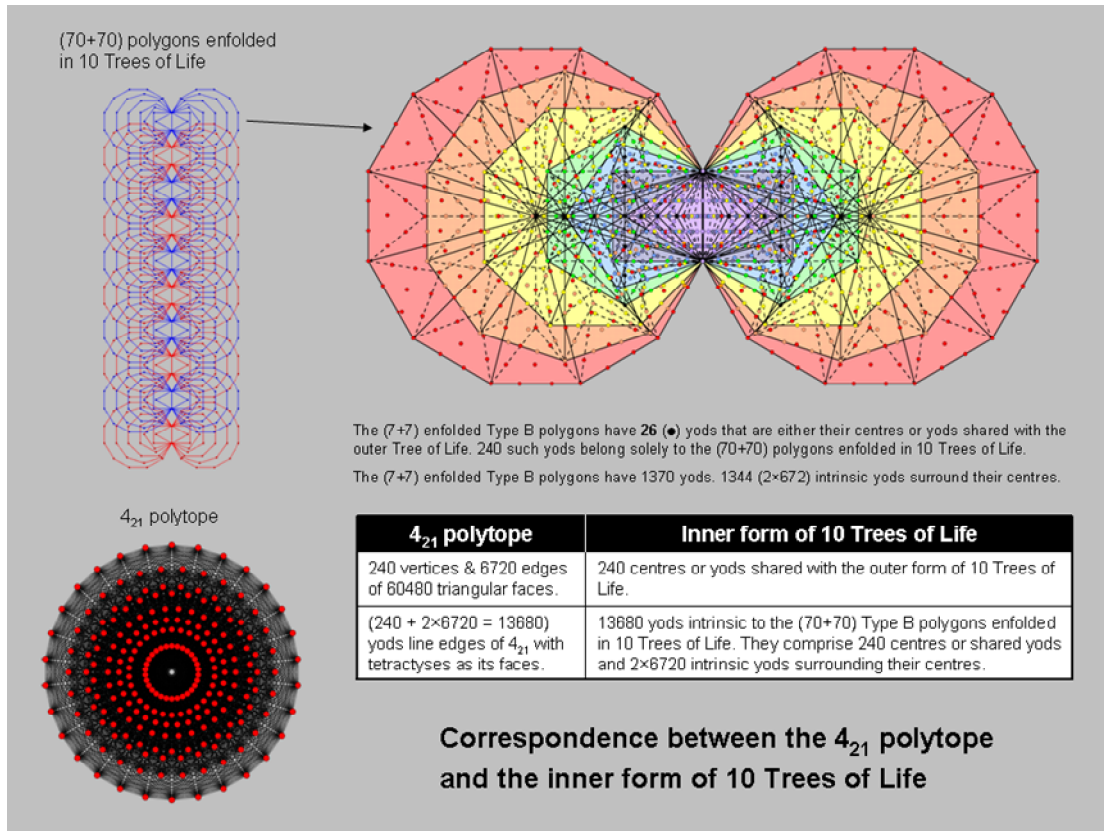 (70+70) polygons enfolded
in 10 Trees of Life
The (7+7) enfolded Type B polygons have 26 (●) yods that are either their centres or yods shared with the
outer Tree of Life. 240 such yods belong solely to the (70+70) polygons enfolded in 10 Trees of Life.
The (7+7) enfolded Type B polygons have 1370 yods. 1344 (2×672) intrinsic yods surround their centres.
4₂₁ polytope
4₂₁ polytope
Inner form of 10 Trees of Life
240 vertices & 6720 edges
of 60480 triangular faces.
240 centres or yods shared with the outer form of 10 Trees of
Life.
(240 + 2×6720 = 13680)
yods line edges of 4₂₁ with
tetractyses as its faces.
13680 yods intrinsic to the (70+70) Type B polygons enfolded
in 10 Trees of Life. They comprise 240 centres or shared yods
and 2×6720 intrinsic yods surrounding their centres.
Correspondence between the 4₂₁ polytope
and the inner form of 10 Trees of Life